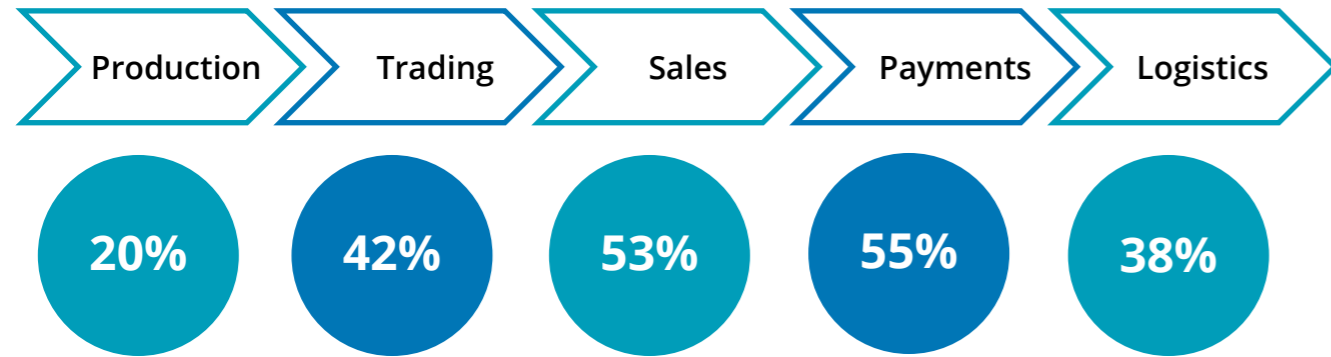 Production Trading Sales Payments Logistics
20% 42% 53% 55% 38%